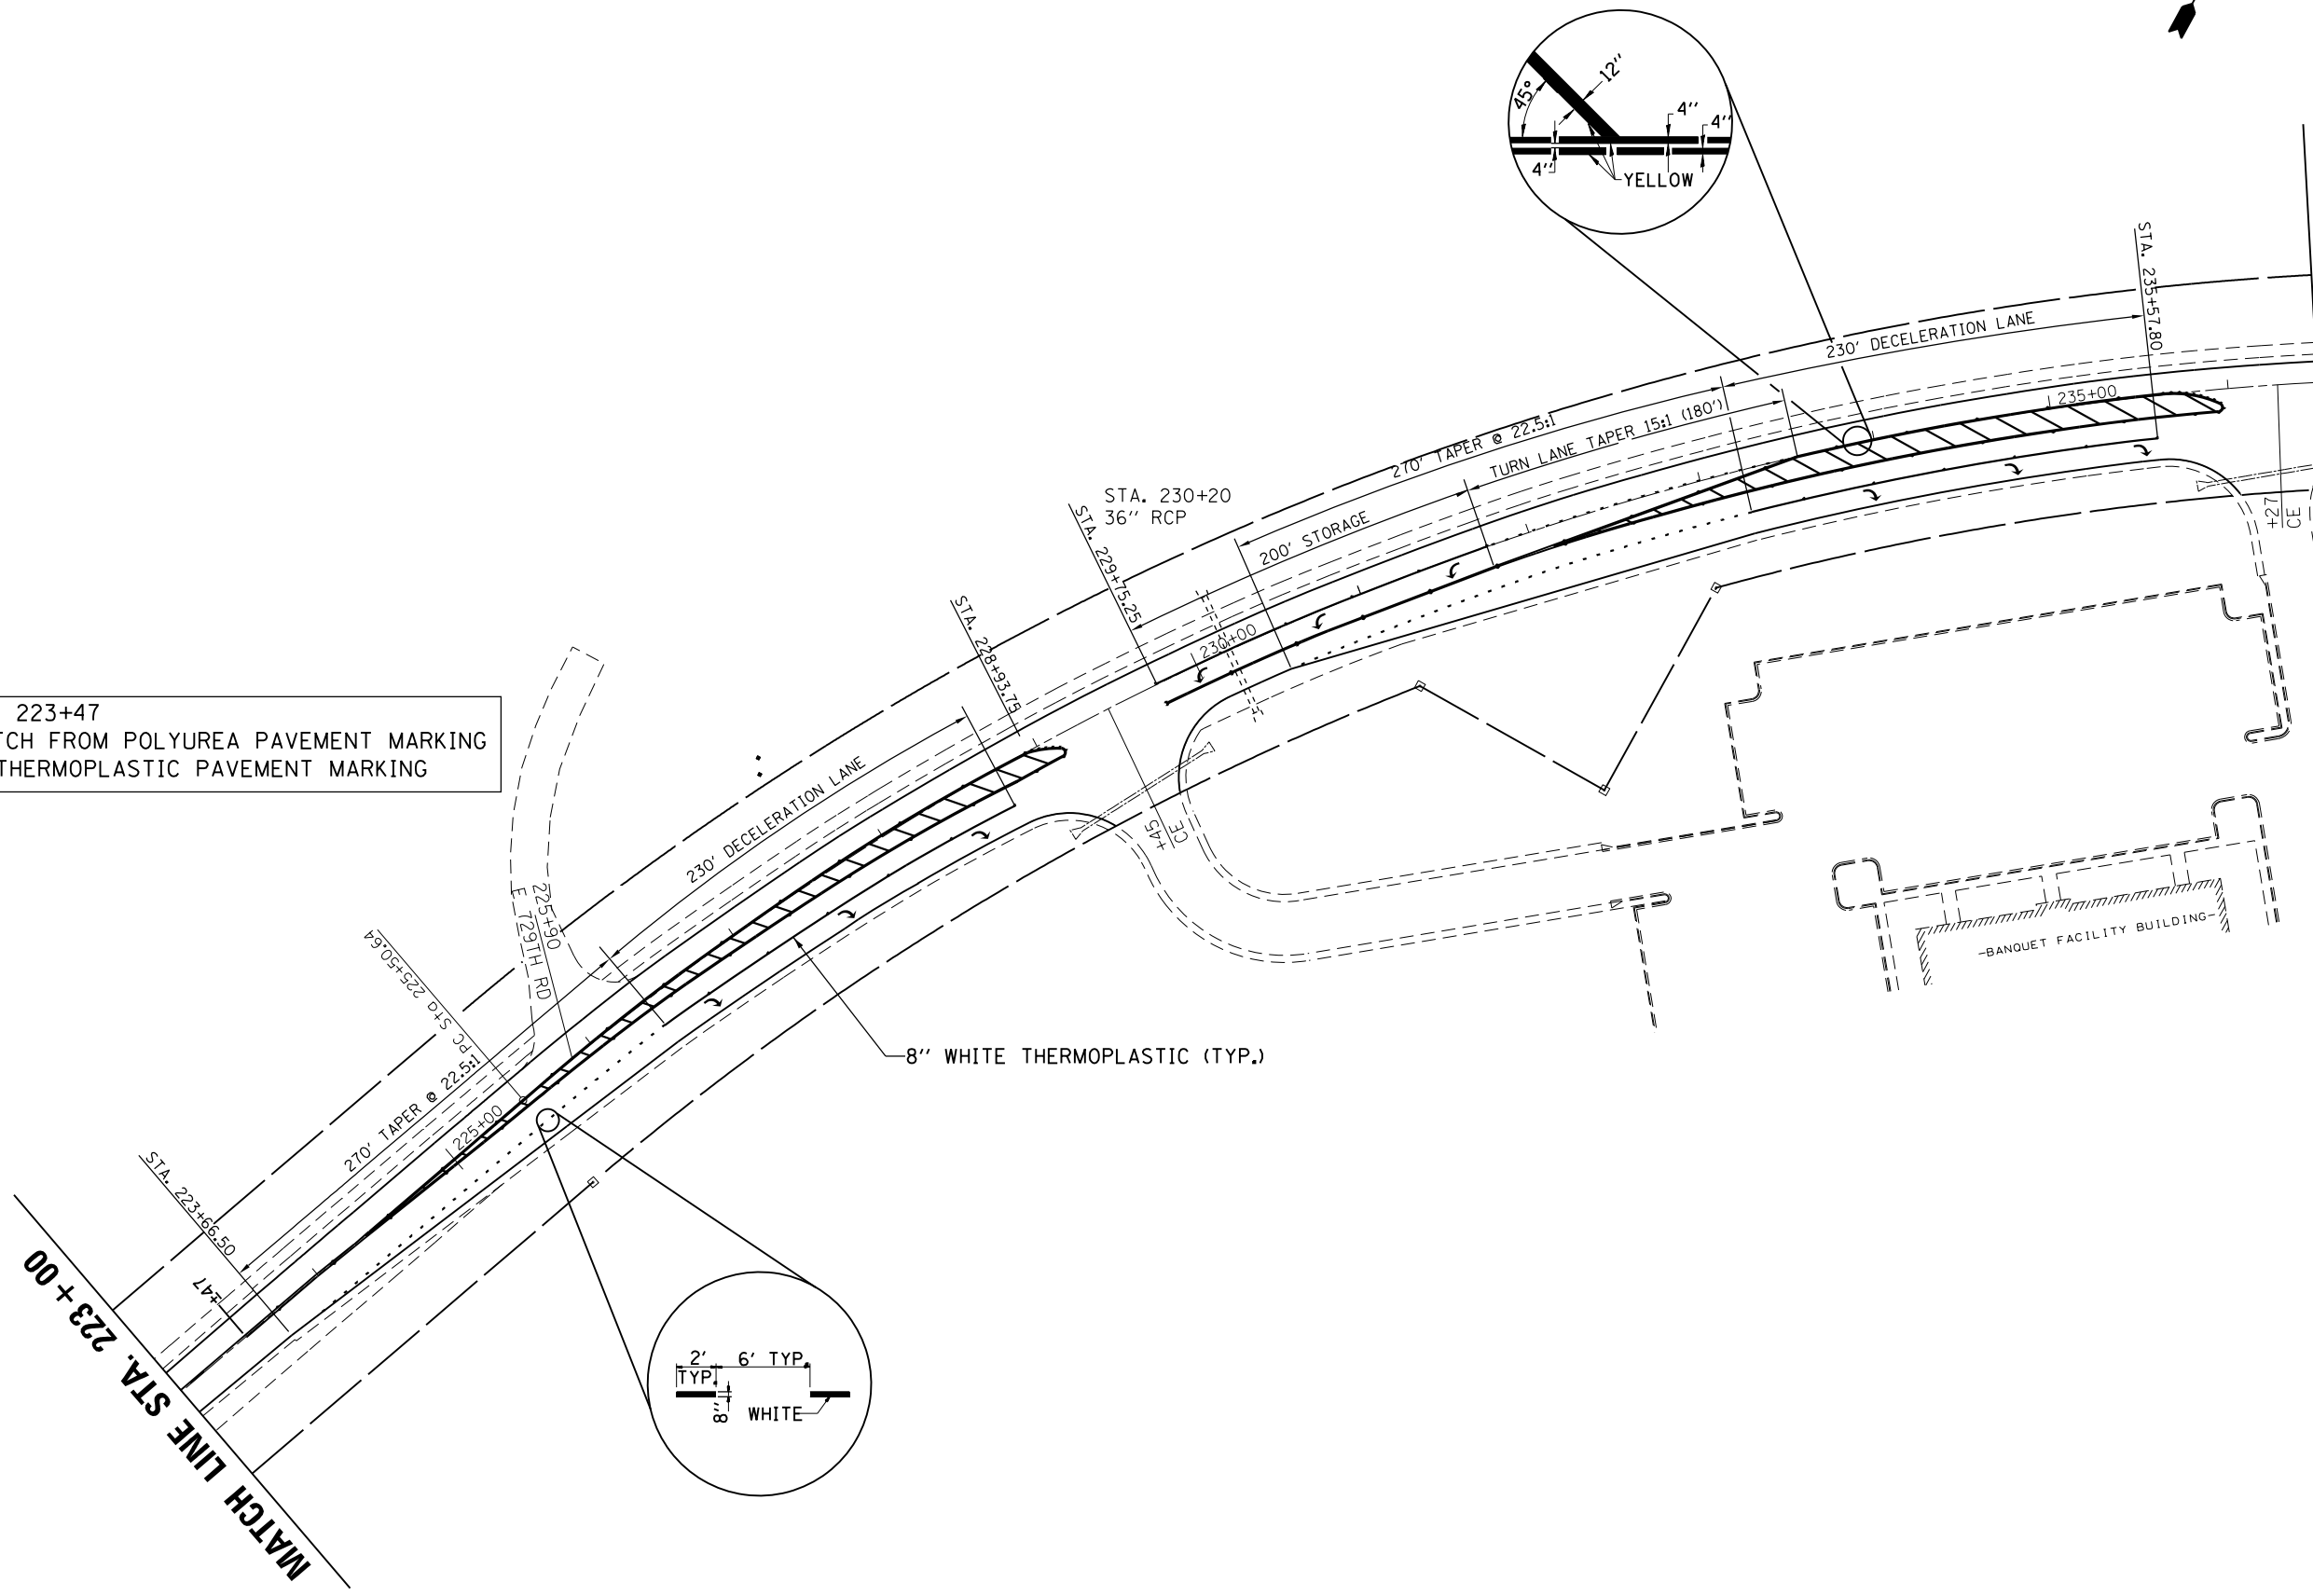 12"
45°
4"
4"
4"
YELLOW
STA. 235+57.80
230' DECELERATION LANE
235+00
270' TAPER @ 22.5:1
TURN LANE TAPER 15:1 (180')
STA. 230+20
36" RCP
200' STORAGE
STA. 229+75.25
230+00
+27
CE
STA. 228+93.75
223+47
TCH FROM POLYUREA PAVEMENT MARKING
THERMOPLASTIC PAVEMENT MARKING
230' DECELERATION LANE
+45
CE
225+90
E 729TH RD
PC Sta 225+50.64
-BANQUET FACILITY BUILDING-
8" WHITE THERMOPLASTIC (TYP.)
270' TAPER @ 22.5:1
225+00
STA. 223+66.50
±47
MATCH LINE STA. 223+00
2'
TYP.
6' TYP.
8"
WHITE